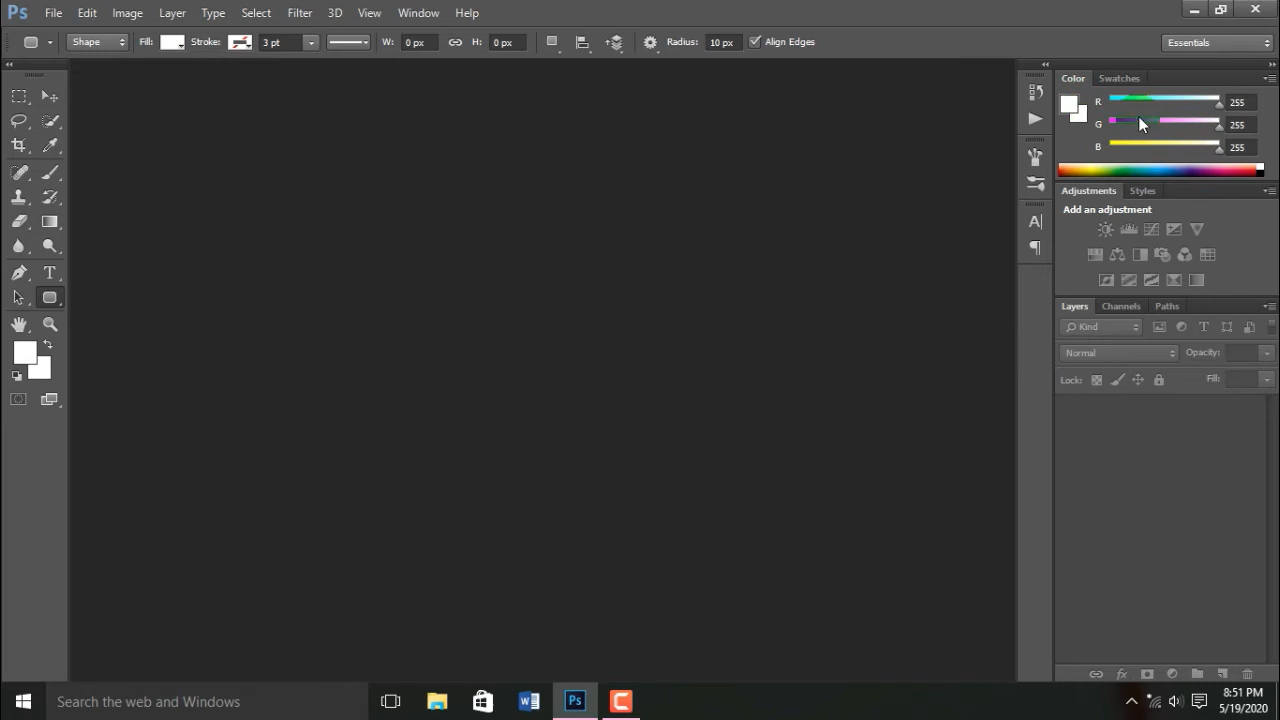 Ps File Edit Image Layer Type Select Filter 3D View Window Help
Shape Fill: Stroke: 3 pt W: 0 px H: 0 px Radius: 10 px Align Edges Essentials
Color Swatches
R 255
G 255
B 255
Adjustments Styles
Add an adjustment
Layers Channels Paths
Kind
Normal Opacity:
Lock: Fill:
Search the web and Windows
8:51 PM
5/19/2020